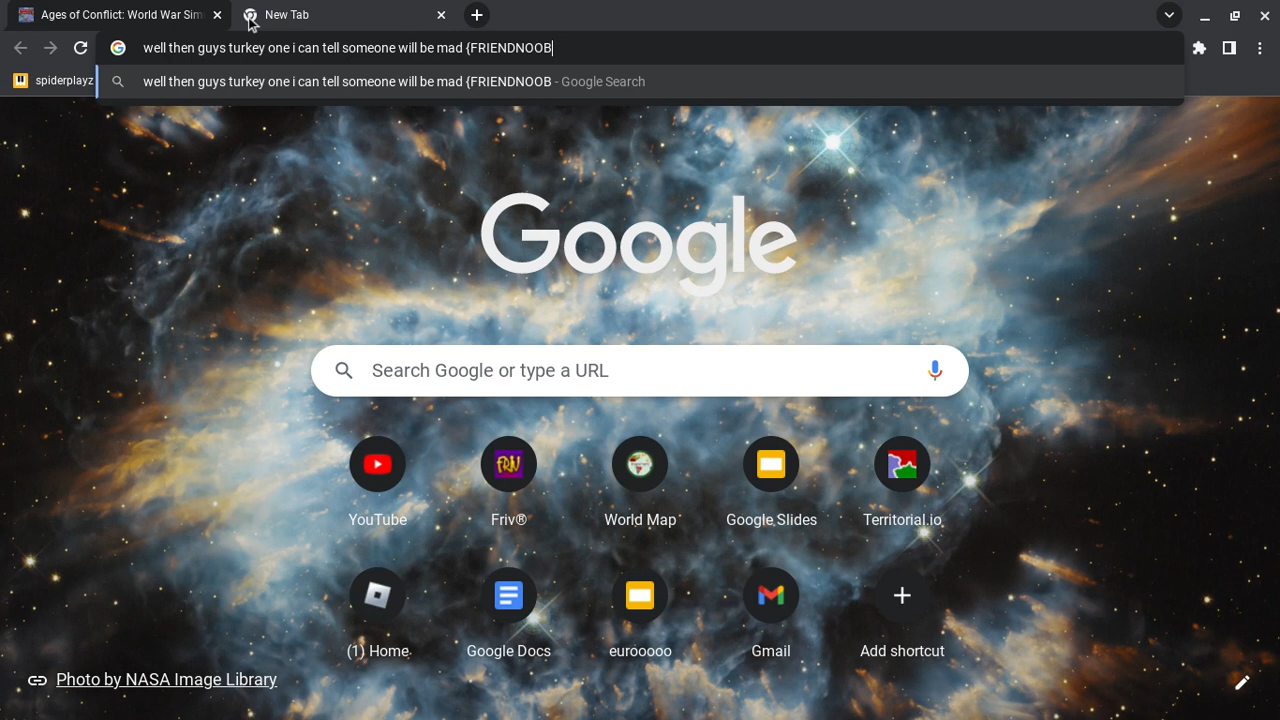 Ages of Conflict: World War Sim
New Tab
well then guys turkey one i can tell someone will be mad {FRIENDNOOB
spiderplayz
well then guys turkey one i can tell someone will be mad {FRIENDNOOB - Google Search
Google
Search Google or type a URL
YouTube
Friv®
World Map
Google Slides
Territorial.io
(1) Home
Google Docs
eurooooo
Gmail
Add shortcut
Photo by NASA Image Library